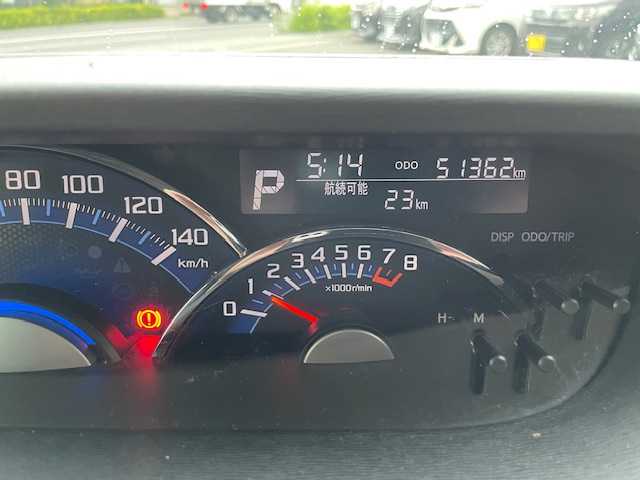 5:14 ODO 51362km
P
航続可能
23km
80 100 120 140
km/h
DISP ODO/TRIP
0 1 2 3 4 5 6 7 8
×1000r/min
H- M